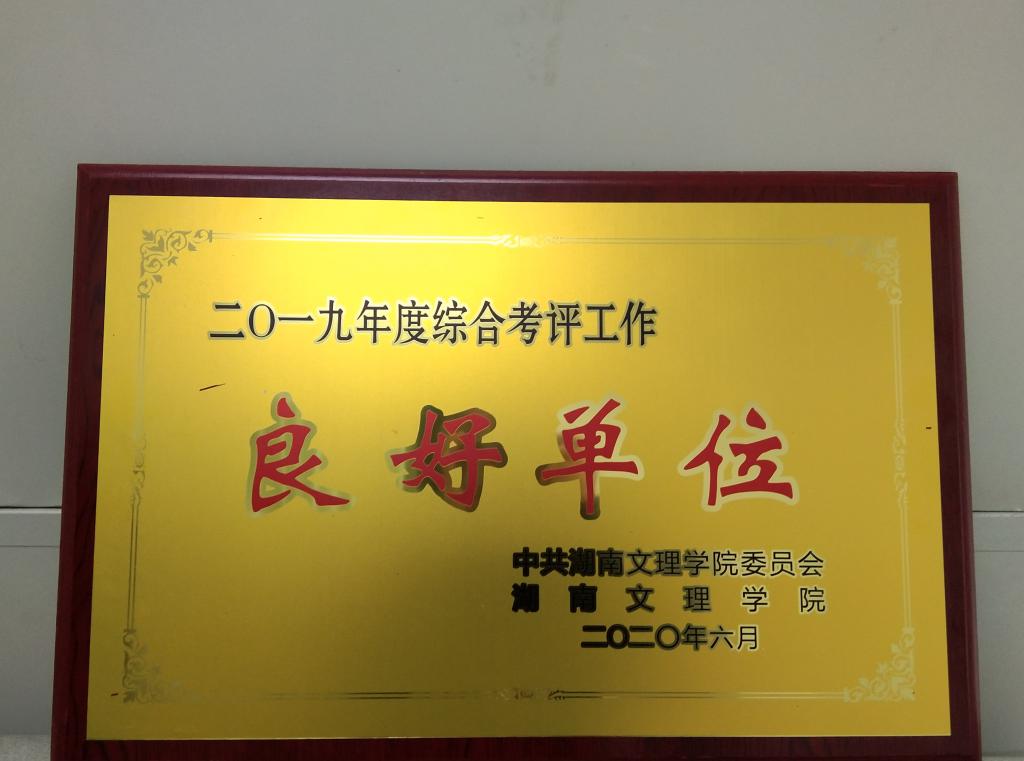 二〇一九年度综合考评工作
良好单位
中共湖南文理学院委员会
湖南文理学院
二〇二〇年六月